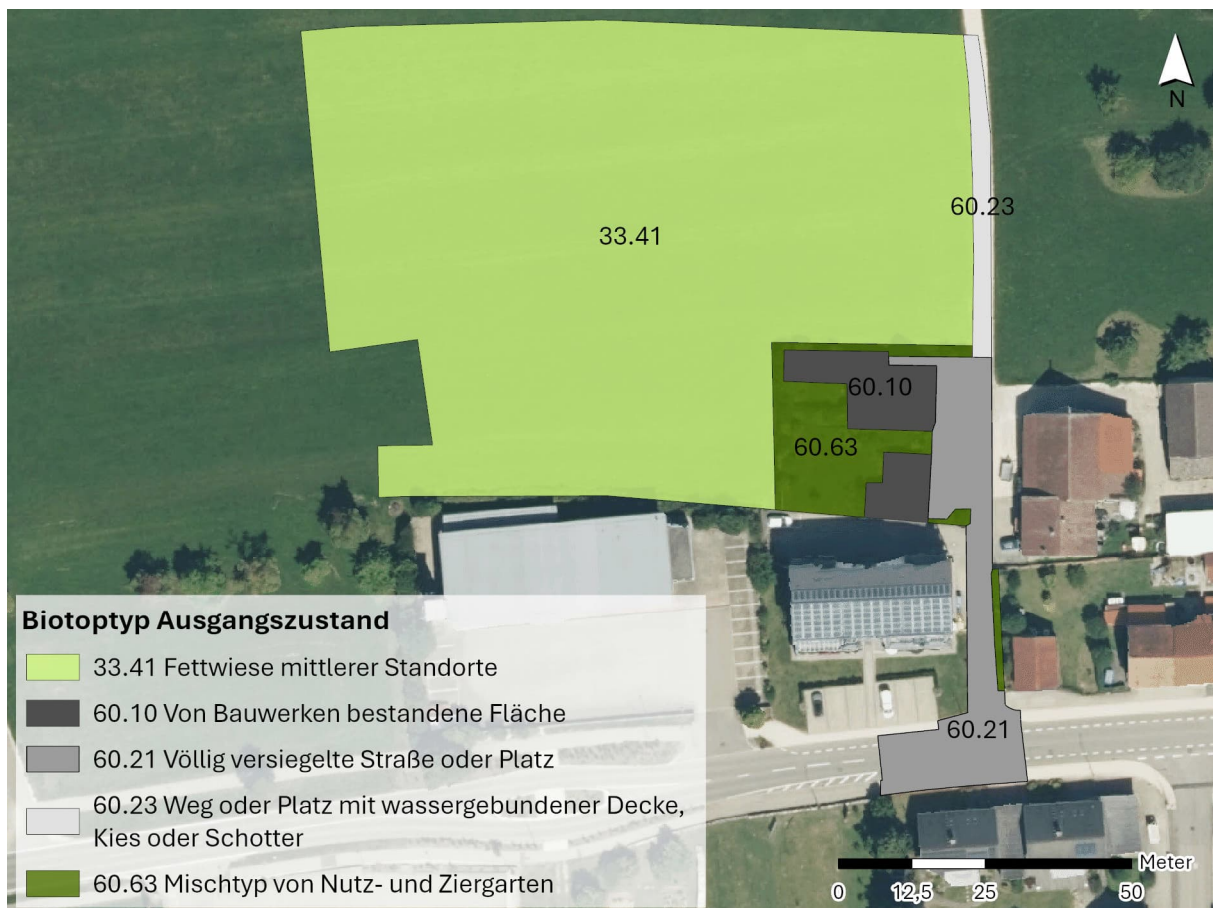 N
60.23
33.41
60.10
60.63
60.21
Biotoptyp Ausgangszustand
33.41 Fettwiese mittlerer Standorte
60.10 Von Bauwerken bestandene Fläche
60.21 Völlig versiegelte Straße oder Platz
60.23 Weg oder Platz mit wassergebundener Decke,
Kies oder Schotter
60.63 Mischtyp von Nutz- und Ziergarten
Meter
0 12,5 25 50